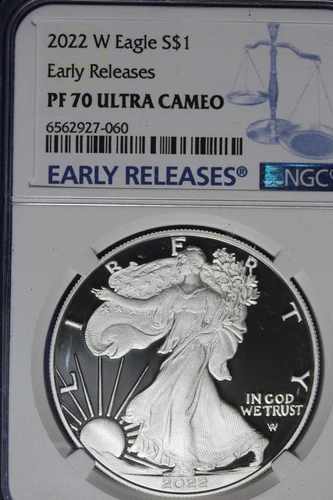 2022 W Eagle S$1
Early Releases
PF 70 ULTRA CAMEO
6562927-060
EARLY RELEASES®
NGC®
LIBERTY
IN GOD
WE TRUST
2022